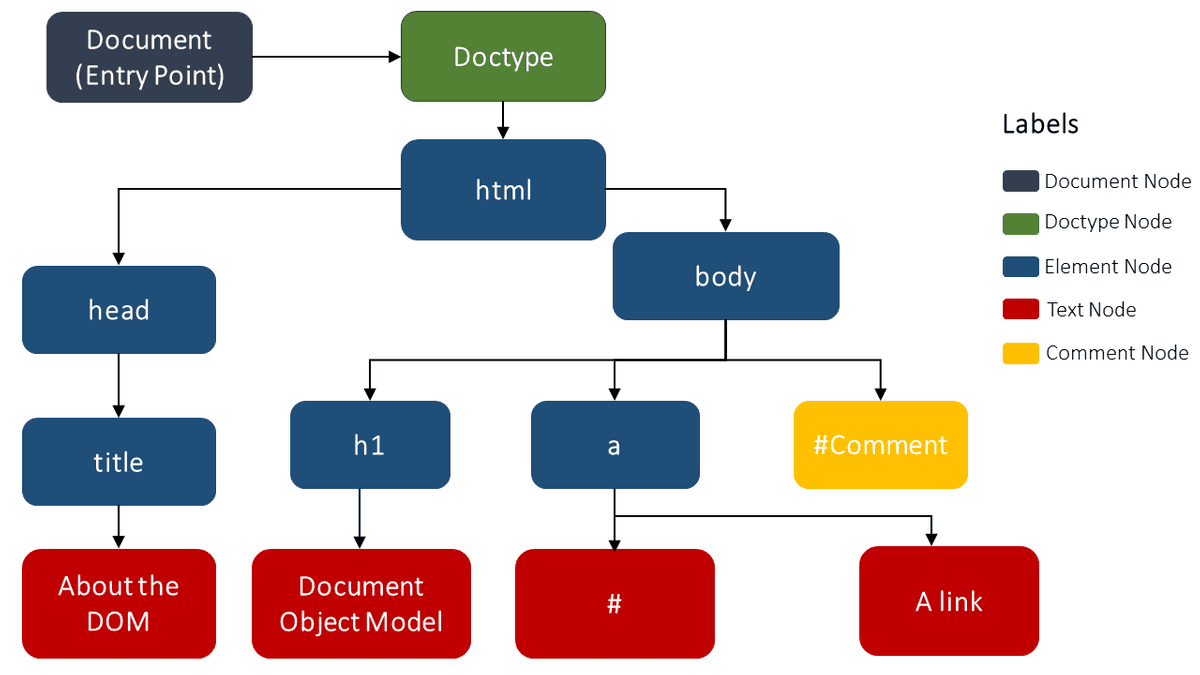 Document
(Entry Point)
Doctype
html
head
body
title
h1
a
#Comment
About the
DOM
Document
Object Model
#
A link
Labels
Document Node
Doctype Node
Element Node
Text Node
Comment Node